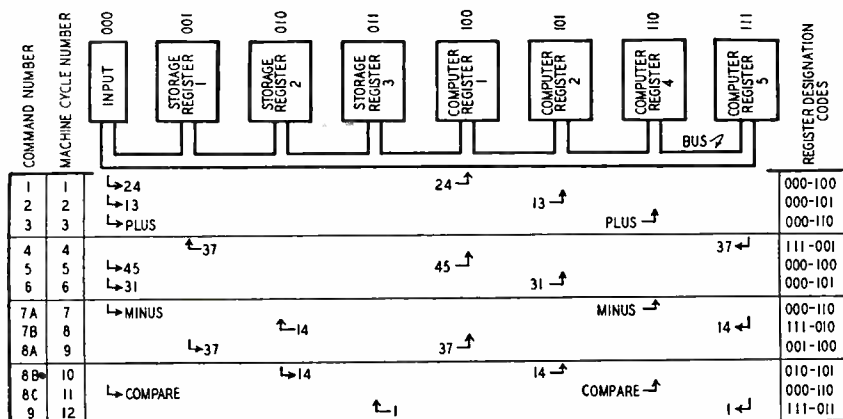 000 001 010 011 100 101 110 111
COMMAND NUMBER
MACHINE CYCLE NUMBER
INPUT
STORAGE REGISTER 1
STORAGE REGISTER 2
STORAGE REGISTER 3
COMPUTER REGISTER 1
COMPUTER REGISTER 2
COMPUTER REGISTER 4
COMPUTER REGISTER 5
REGISTER DESIGNATION CODES
BUS
1 1 24 24 000-100
2 2 13 13 000-101
3 3 PLUS PLUS 000-110
4 4 37 37 111-001
5 5 45 45 000-100
6 6 31 31 000-101
7A 7 MINUS MINUS 000-110
7B 8 14 14 111-010
8A 9 37 37 001-100
8B 10 14 14 010-101
8C 11 COMPARE COMPARE 000-110
9 12 1 1 111-011